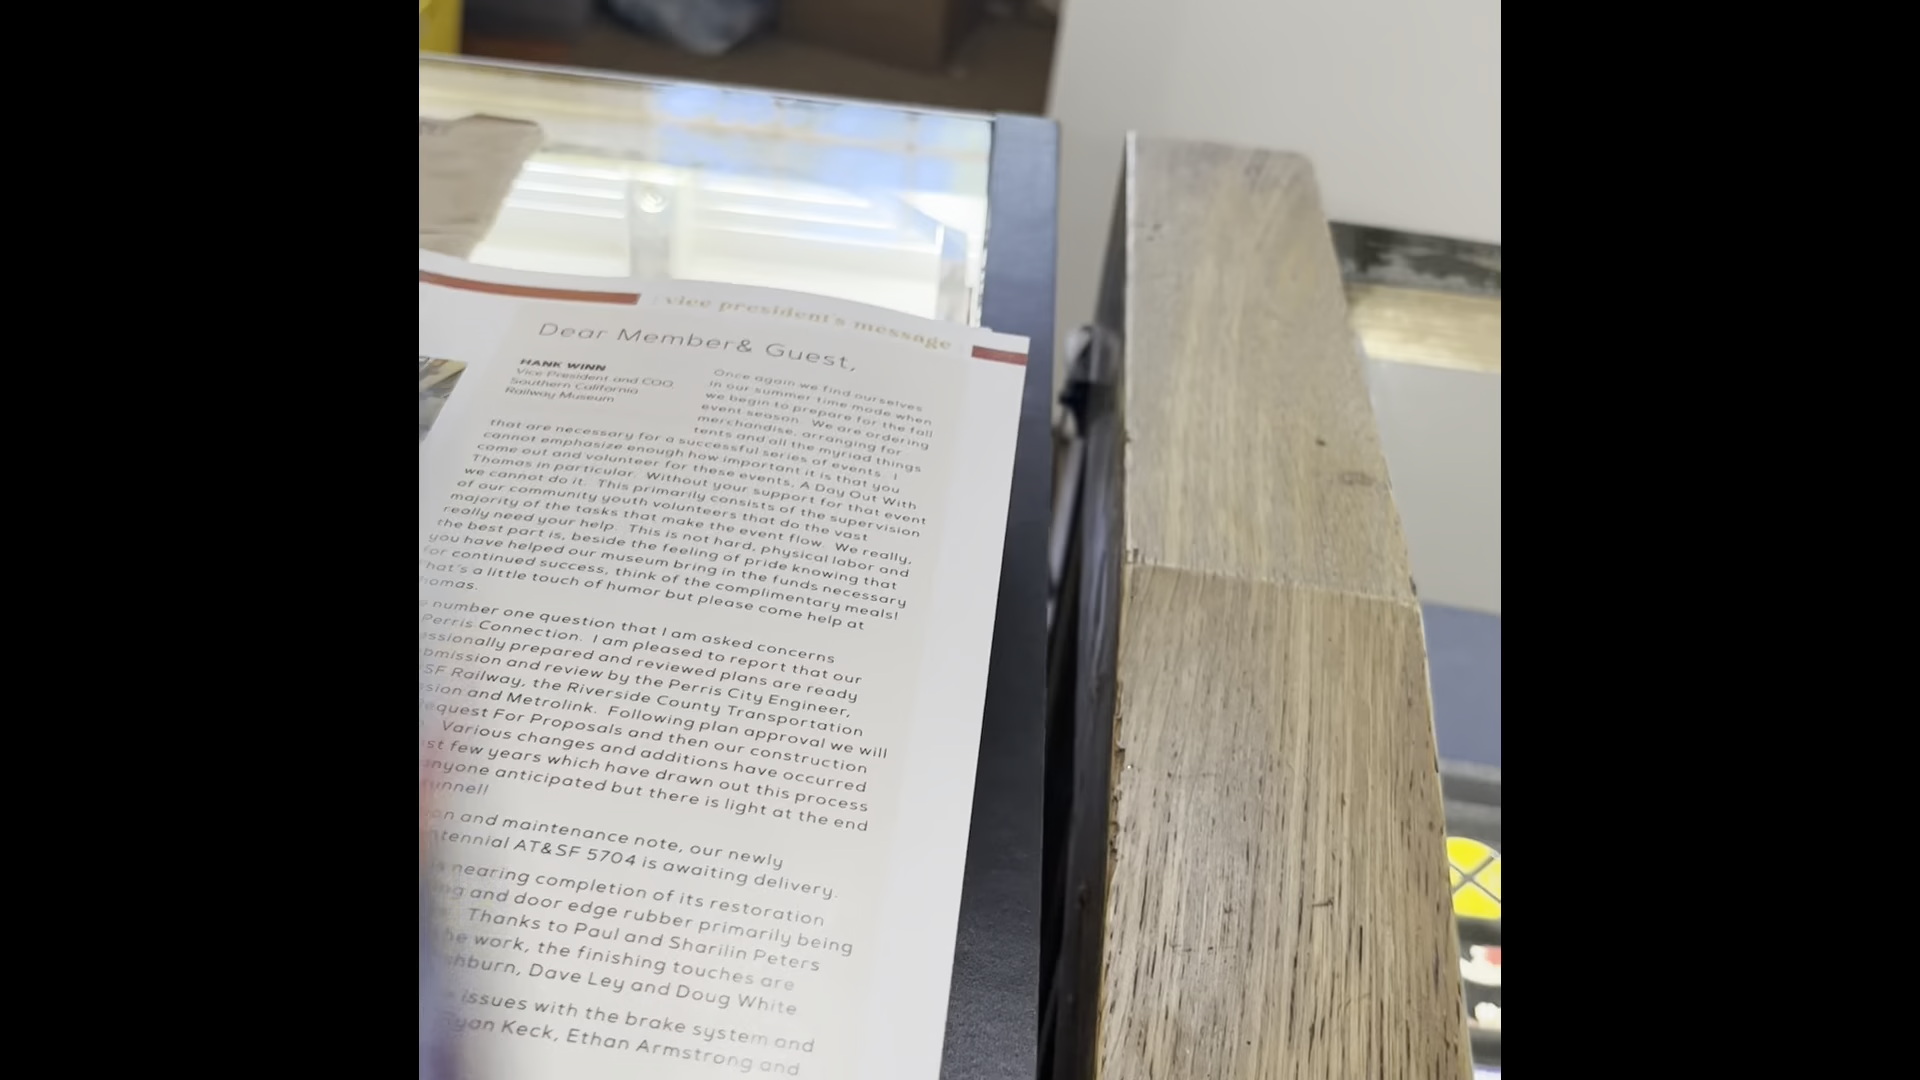 vice president's message
Dear Member& Guest,
HANK WINN
Vice President and COO
Southern California
Railway Museum
Once again we find ourselves
in our summer time mode when
we begin to prepare for the fall
event season. We are ordering
merchandise, arranging for
tents and all the myriad things
that are necessary for a successful series of events. I
cannot emphasize enough how important it is that you
come out and volunteer for these events, A Day Out With
Thomas in particular. Without your support for that event
we cannot do it. This primarily consists of the supervision
of our community youth volunteers that do the vast
majority of the tasks that make the event flow. We really,
really need your help. This is not hard, physical labor and
the best part is, beside the feeling of pride knowing that
you have helped our museum bring in the funds necessary
for continued success, think of the complimentary meals!
hat's a little touch of humor but please come help at
homas.
number one question that I am asked concerns
Perris Connection. I am pleased to report that our
essionally prepared and reviewed plans are ready
bmission and review by the Perris City Engineer,
SF Railway, the Riverside County Transportation
ssion and Metrolink. Following plan approval we will
equest For Proposals and then our construction
Various changes and additions have occurred
st few years which have drawn out this process
anyone anticipated but there is light at the end
tunnel!
on and maintenance note, our newly
tennial AT&SF 5704 is awaiting delivery.
is nearing completion of its restoration
and door edge rubber primarily being
Thanks to Paul and Sharilin Peters
he work, the finishing touches are
shburn, Dave Ley and Doug White
issues with the brake system and
yan Keck, Ethan Armstrong and